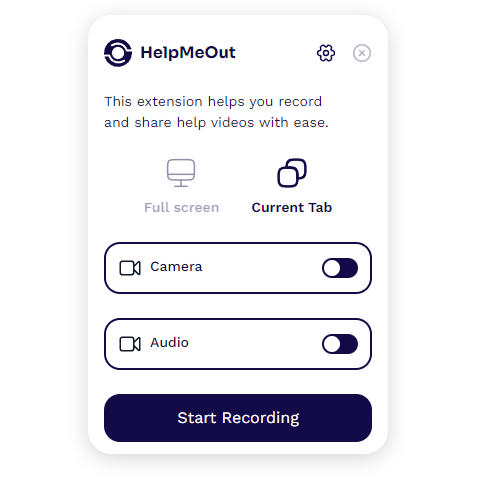 HelpMeOut
This extension helps you record
and share help videos with ease.
Full screen
Current Tab
Camera
Audio
Start Recording